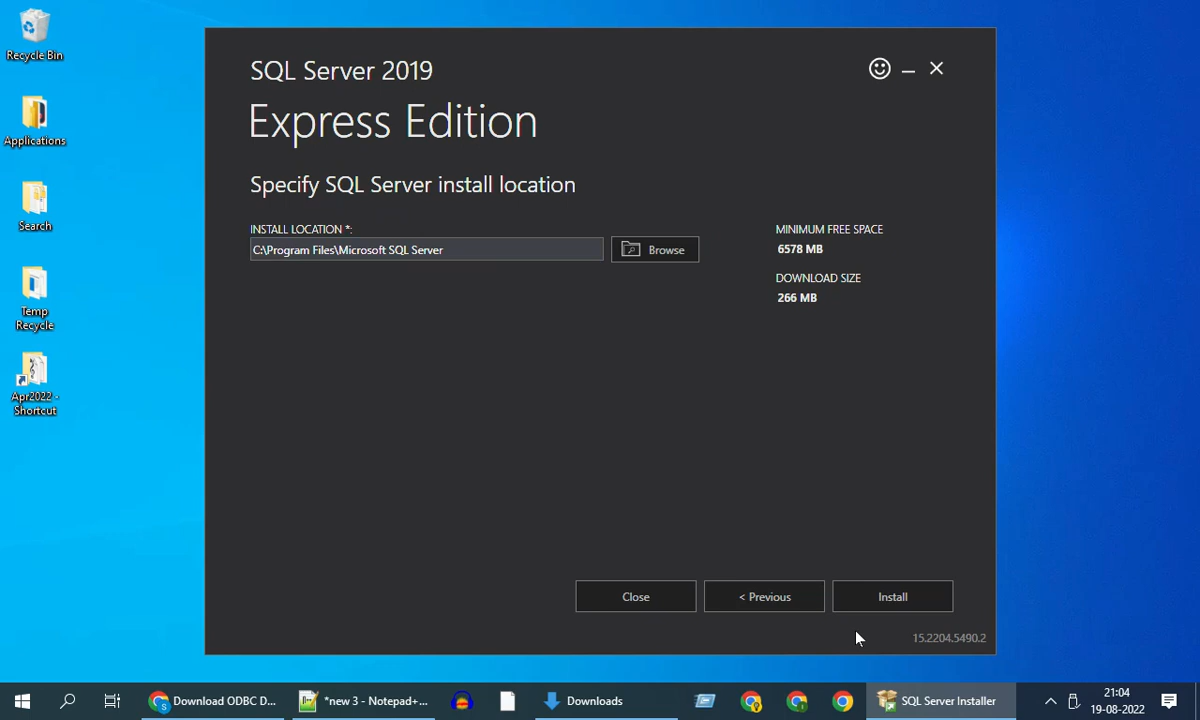 Recycle Bin
Applications
Search
Temp
Recycle
Apr2022 -
Shortcut
SQL Server 2019
Express Edition
Specify SQL Server install location
INSTALL LOCATION *:
C:\Program Files\Microsoft SQL Server
Browse
MINIMUM FREE SPACE
6578 MB
DOWNLOAD SIZE
266 MB
Close
< Previous
Install
15.2204.5490.2
Download ODBC D...
*new 3 - Notepad+...
Downloads
SQL Server Installer
21:04
19-08-2022